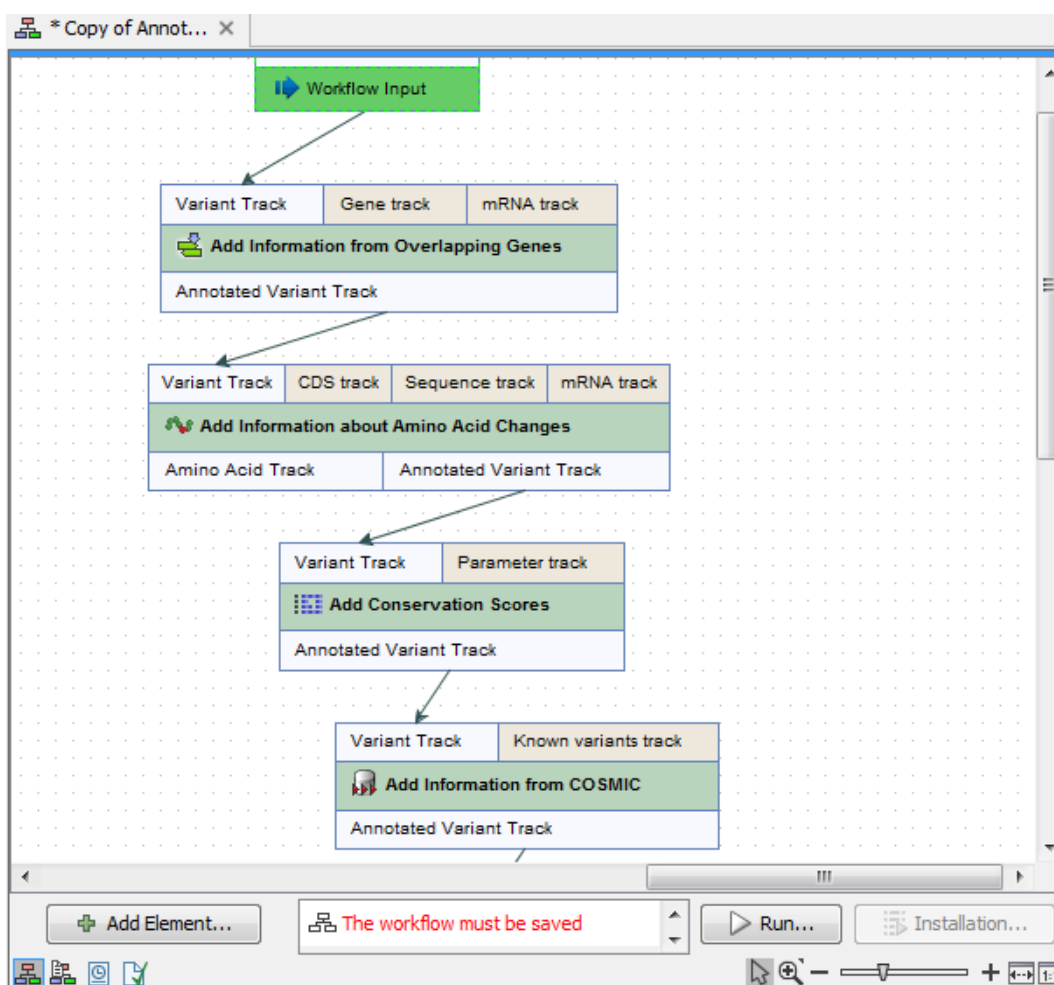 * Copy of Annot...
Workflow Input
Variant Track Gene track mRNA track
Add Information from Overlapping Genes
Annotated Variant Track
Variant Track CDS track Sequence track mRNA track
Add Information about Amino Acid Changes
Amino Acid Track Annotated Variant Track
Variant Track Parameter track
Add Conservation Scores
Annotated Variant Track
Variant Track Known variants track
Add Information from COSMIC
Annotated Variant Track
Add Element... The workflow must be saved Run... Installation...